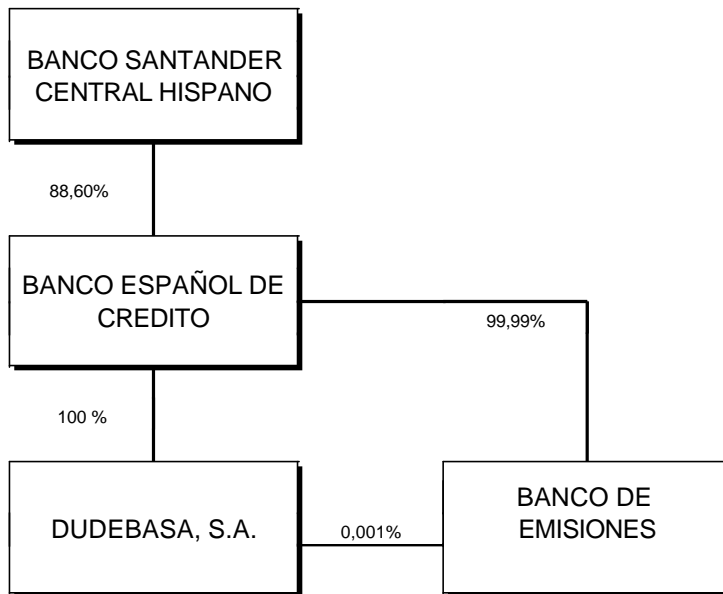 BANCO SANTANDER
CENTRAL HISPANO
88,60%
BANCO ESPAÑOL DE
CREDITO
99,99%
100 %
DUDEBASA, S.A.
0,001%
BANCO DE
EMISIONES